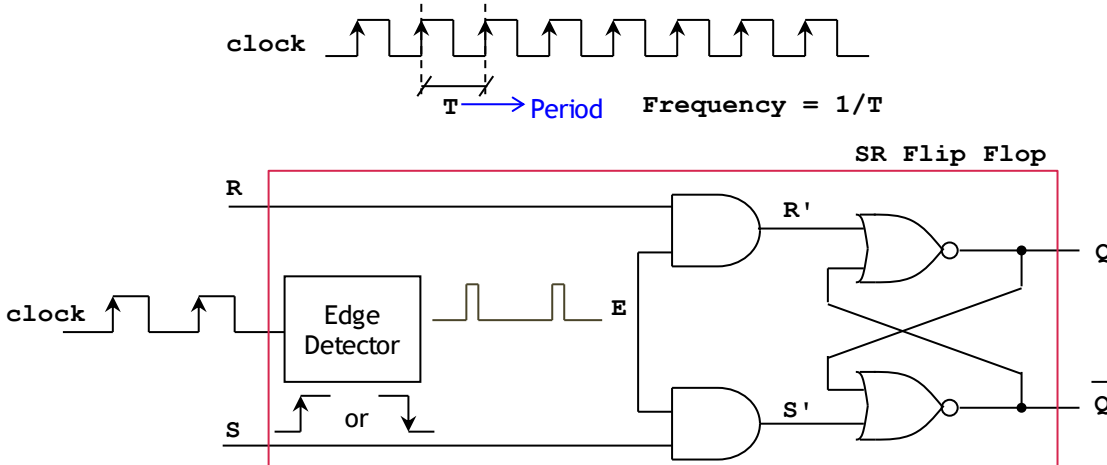 clock
T
Period
Frequency = 1/T
SR Flip Flop
R
R'
Q
clock
Edge
Detector
E
or
S
S'
Q